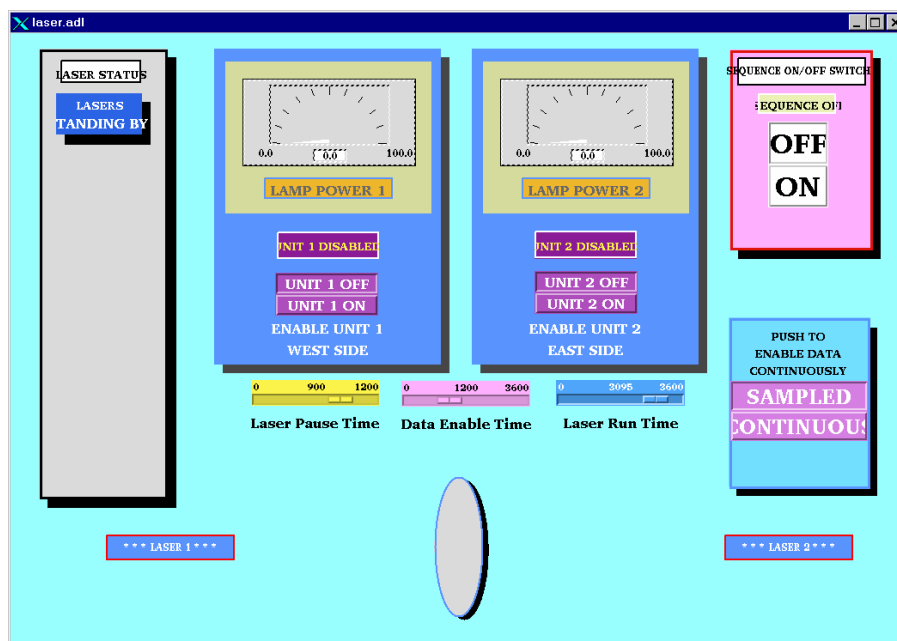 laser.adl
LASER STATUS
LASERS
TANDING BY
0.0 100.0
0.0
LAMP POWER 1
UNIT 1 DISABLED
UNIT 1 OFF
UNIT 1 ON
ENABLE UNIT 1
WEST SIDE
0.0 100.0
0.0
LAMP POWER 2
UNIT 2 DISABLED
UNIT 2 OFF
UNIT 2 ON
ENABLE UNIT 2
EAST SIDE
SEQUENCE ON/OFF SWITCH
SEQUENCE OFF
OFF
ON
PUSH TO
ENABLE DATA
CONTINUOUSLY
SAMPLED
CONTINUOUS
0 900 1200
Laser Pause Time
0 1200 3600
Data Enable Time
0 3095 3600
Laser Run Time
* * * LASER 1 * * *
* * * LASER 2 * * *